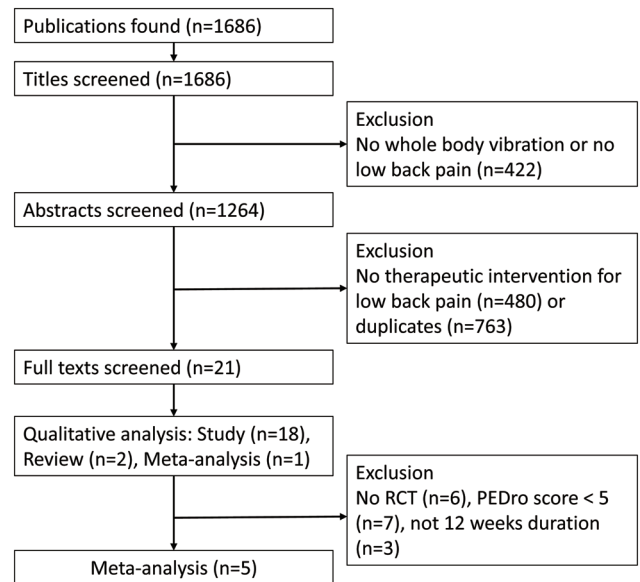 Publications found (n=1686)
Titles screened (n=1686)
Exclusion
No whole body vibration or no
low back pain (n=422)
Abstracts screened (n=1264)
Exclusion
No therapeutic intervention for
low back pain (n=480) or
duplicates (n=763)
Full texts screened (n=21)
Qualitative analysis: Study (n=18),
Review (n=2), Meta-analysis (n=1)
Exclusion
No RCT (n=6), PEDro score < 5
(n=7), not 12 weeks duration
(n=3)
Meta-analysis (n=5)